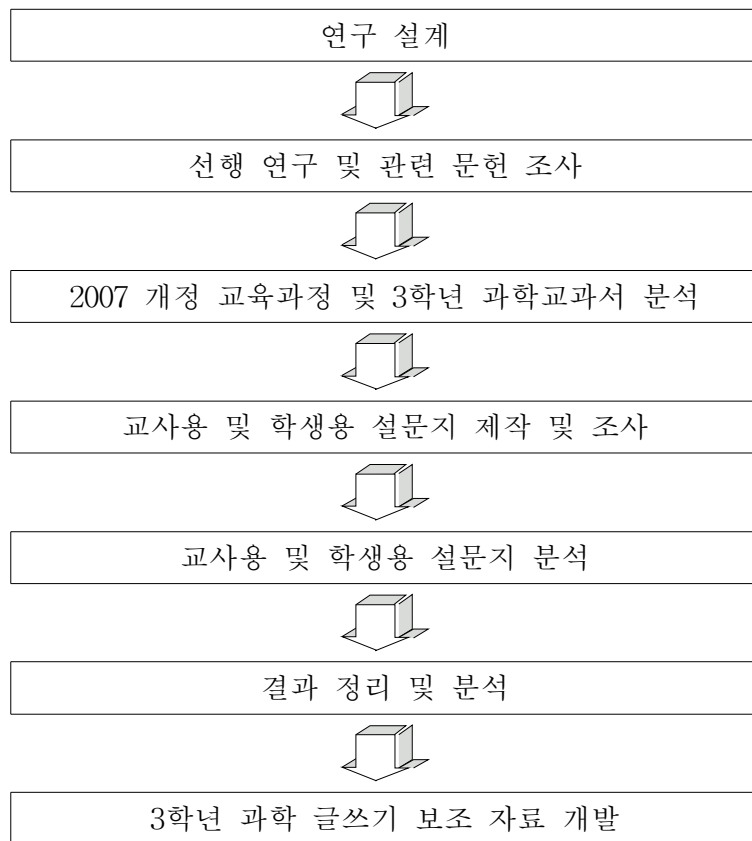 연구 설계
선행 연구 및 관련 문헌 조사
2007 개정 교육과정 및 3학년 과학교과서 분석
교사용 및 학생용 설문지 제작 및 조사
교사용 및 학생용 설문지 분석
결과 정리 및 분석
3학년 과학 글쓰기 보조 자료 개발